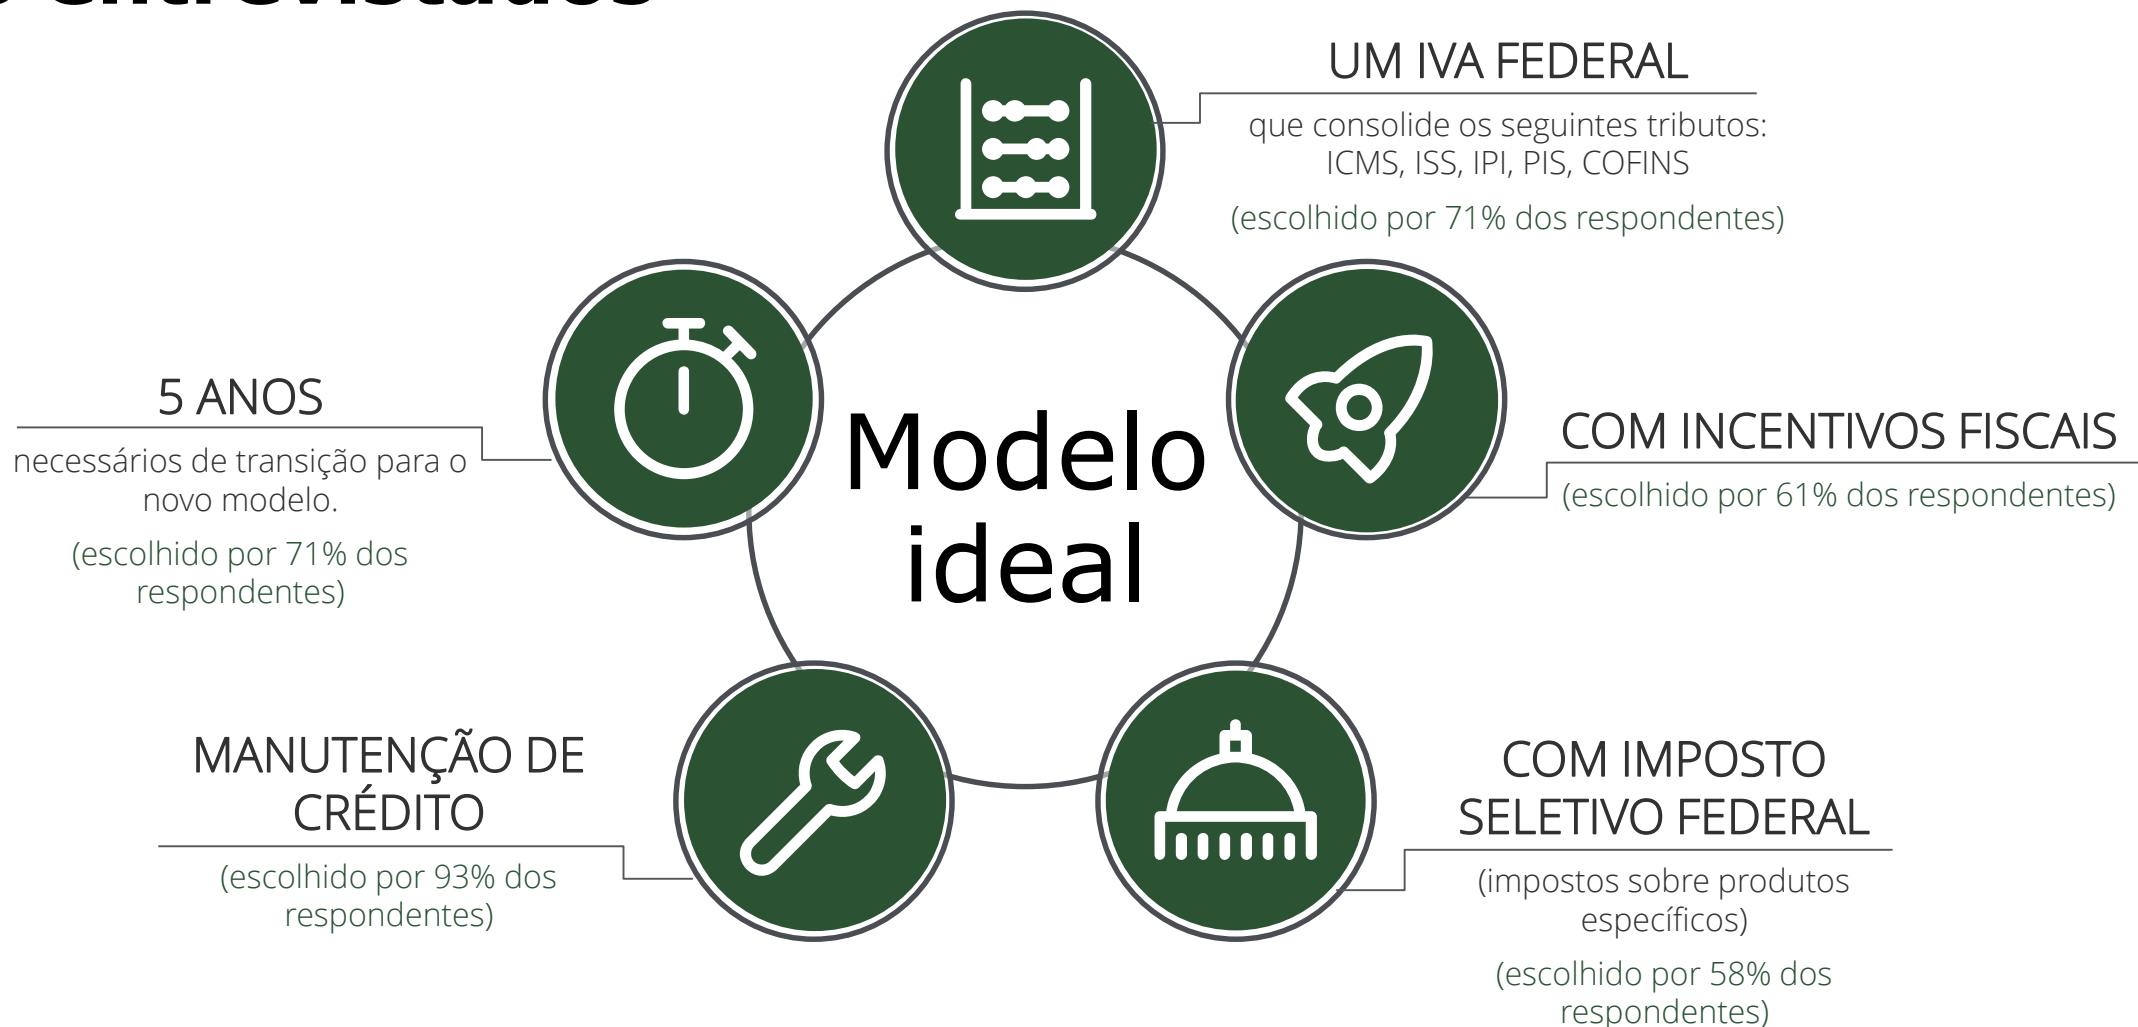 entrevistados
UM IVA FEDERAL
que consolide os seguintes tributos:
ICMS, ISS, IPI, PIS, COFINS
(escolhido por 71% dos respondentes)
5 ANOS
necessários de transição para o
novo modelo.
(escolhido por 71% dos
respondentes)
Modelo
ideal
COM INCENTIVOS FISCAIS
(escolhido por 61% dos respondentes)
MANUTENÇÃO DE
CRÉDITO
(escolhido por 93% dos
respondentes)
COM IMPOSTO
SELETIVO FEDERAL
(impostos sobre produtos
específicos)
(escolhido por 58% dos
respondentes)